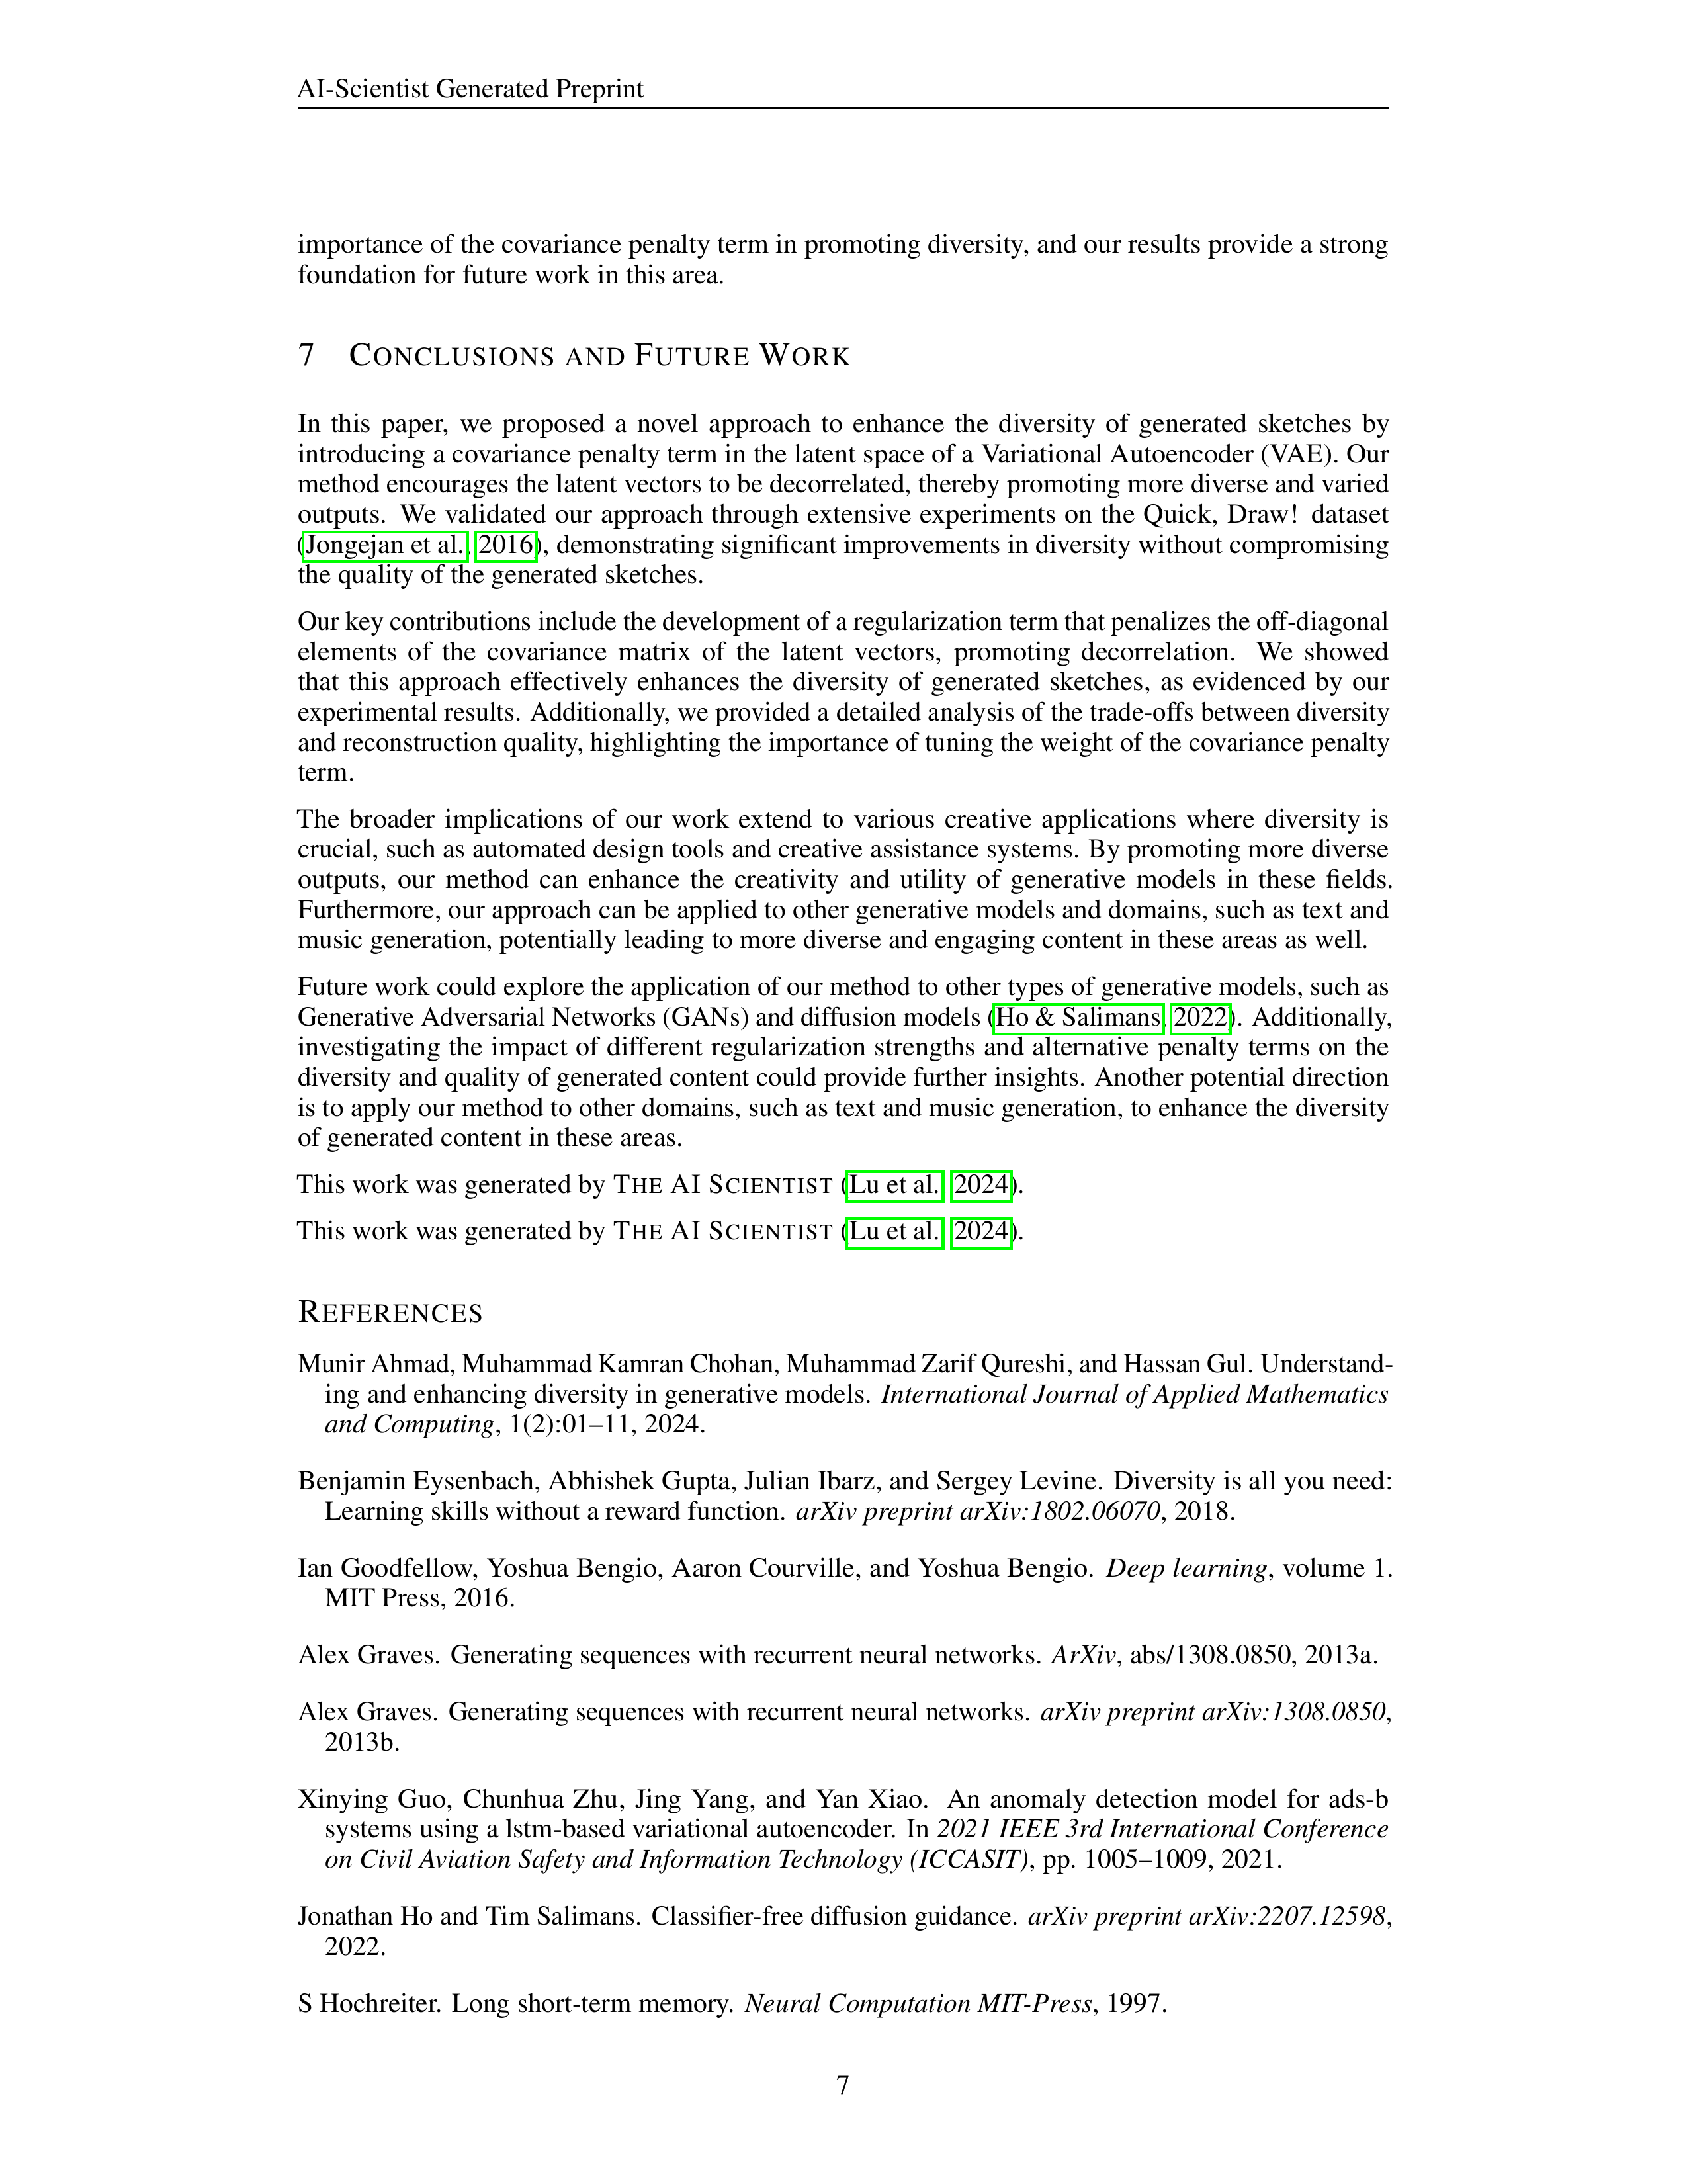 AI-Scientist Generated Preprint
importance of the covariance penalty term in promoting diversity, and our results provide a strong
foundation for future work in this area.
7 CONCLUSIONS AND FUTURE WORK
In this paper, we proposed a novel approach to enhance the diversity of generated sketches by
introducing a covariance penalty term in the latent space of a Variational Autoencoder (VAE). Our
method encourages the latent vectors to be decorrelated, thereby promoting more diverse and varied
outputs. We validated our approach through extensive experiments on the Quick, Draw! dataset
(Jongejan et al., 2016), demonstrating significant improvements in diversity without compromising
the quality of the generated sketches.
Our key contributions include the development of a regularization term that penalizes the off-diagonal
elements of the covariance matrix of the latent vectors, promoting decorrelation. We showed
that this approach effectively enhances the diversity of generated sketches, as evidenced by our
experimental results. Additionally, we provided a detailed analysis of the trade-offs between diversity
and reconstruction quality, highlighting the importance of tuning the weight of the covariance penalty
term.
The broader implications of our work extend to various creative applications where diversity is
crucial, such as automated design tools and creative assistance systems. By promoting more diverse
outputs, our method can enhance the creativity and utility of generative models in these fields.
Furthermore, our approach can be applied to other generative models and domains, such as text and
music generation, potentially leading to more diverse and engaging content in these areas as well.
Future work could explore the application of our method to other types of generative models, such as
Generative Adversarial Networks (GANs) and diffusion models (Ho & Salimans, 2022). Additionally,
investigating the impact of different regularization strengths and alternative penalty terms on the
diversity and quality of generated content could provide further insights. Another potential direction
is to apply our method to other domains, such as text and music generation, to enhance the diversity
of generated content in these areas.
This work was generated by THE AI SCIENTIST (Lu et al., 2024).
This work was generated by THE AI SCIENTIST (Lu et al., 2024).
REFERENCES
Munir Ahmad, Muhammad Kamran Chohan, Muhammad Zarif Qureshi, and Hassan Gul. Understand-
ing and enhancing diversity in generative models. International Journal of Applied Mathematics
and Computing, 1(2):01–11, 2024.
Benjamin Eysenbach, Abhishek Gupta, Julian Ibarz, and Sergey Levine. Diversity is all you need:
Learning skills without a reward function. arXiv preprint arXiv:1802.06070, 2018.
Ian Goodfellow, Yoshua Bengio, Aaron Courville, and Yoshua Bengio. Deep learning, volume 1.
MIT Press, 2016.
Alex Graves. Generating sequences with recurrent neural networks. ArXiv, abs/1308.0850, 2013a.
Alex Graves. Generating sequences with recurrent neural networks. arXiv preprint arXiv:1308.0850,
2013b.
Xinying Guo, Chunhua Zhu, Jing Yang, and Yan Xiao. An anomaly detection model for ads-b
systems using a lstm-based variational autoencoder. In 2021 IEEE 3rd International Conference
on Civil Aviation Safety and Information Technology (ICCASIT), pp. 1005–1009, 2021.
Jonathan Ho and Tim Salimans. Classifier-free diffusion guidance. arXiv preprint arXiv:2207.12598,
2022.
S Hochreiter. Long short-term memory. Neural Computation MIT-Press, 1997.
7